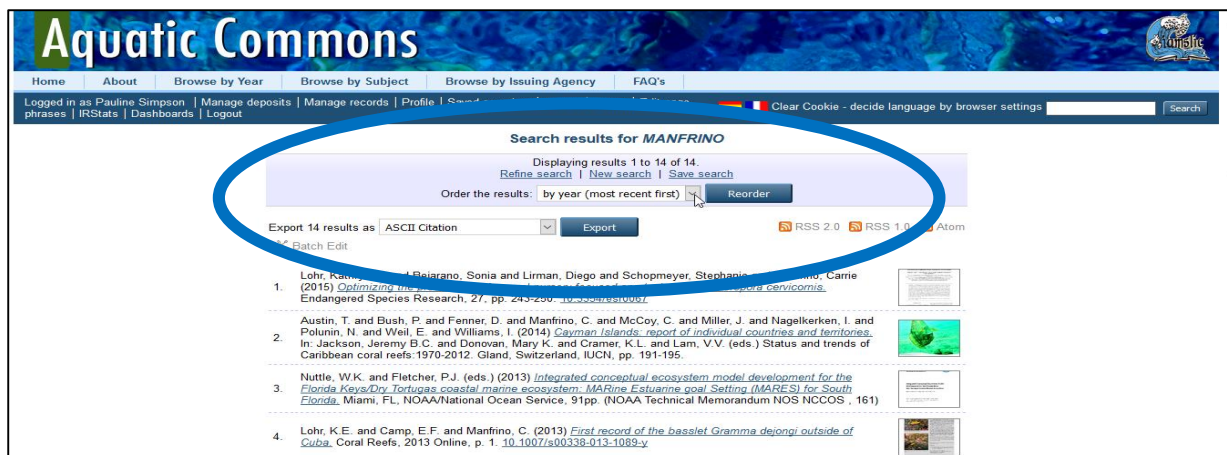 Aquatic Commons
Home About Browse by Year Browse by Subject Browse by Issuing Agency FAQ's
Logged in as Pauline Simpson | Manage deposits | Manage records | Profile |
Clear Cookie - decide language by browser settings Search
phrases | IRStats | Dashboards | Logout
Search results for MANFRINO
Displaying results 1 to 14 of 14.
Refine search | New search | Save search
Order the results: by year (most recent first) Reorder
Export 14 results as ASCII Citation Export RSS 2.0 RSS 1.0 Atom
Batch Edit
1. Lohr, and Bejarano, Sonia and Lirman, Diego and Schopmeyer, Stephanie Carrie
(2015) Optimizing the
Endangered Species Research, 27, pp. 243-250.
2. Austin, T. and Bush, P. and Fenner, D. and Manfrino, C. and McCoy, C. and Miller, J. and Nagelkerken, I. and
Polunin, N. and Weil, E. and Williams, I. (2014) Cayman Islands: report of individual countries and territories.
In: Jackson, Jeremy B.C. and Donovan, Mary K. and Cramer, K.L. and Lam, V.V. (eds.) Status and trends of
Caribbean coral reefs:1970-2012. Gland, Switzerland, IUCN, pp. 191-195.
3. Nuttle, W.K. and Fletcher, P.J. (eds.) (2013) Integrated conceptual ecosystem model development for the
Florida Keys/Dry Tortugas coastal marine ecosystem: MARine Estuarine goal Setting (MARES) for South
Florida. Miami, FL, NOAA/National Ocean Service, 91pp. (NOAA Technical Memorandum NOS NCCOS , 161)
4. Lohr, K.E. and Camp, E.F. and Manfrino, C. (2013) First record of the basslet Gramma dejongi outside of
Cuba. Coral Reefs, 2013 Online, p. 1. 10.1007/s00338-013-1089-y